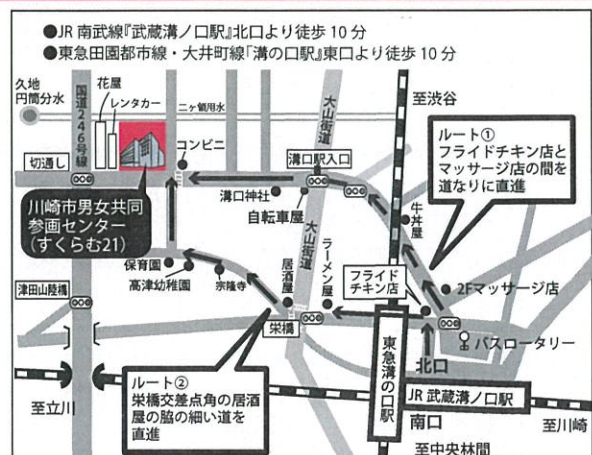 ●JR 南武線『武蔵溝ノ口駅』北口より徒歩 10 分
●東急田園都市線・大井町線「溝の口駅」東口より徒歩 10 分
久地
円筒分水
国道246号線
花屋
レンタカー
二ヶ領用水
大山街道
至渋谷
コンビニ
切通し
溝口駅入口
ルート①
フライドチキン店と
マッサージ店の間を
道なりに直進
川崎市男女共同
参画センター
(すくらむ21)
溝口神社
自転車屋
牛丼屋
大山街道
ラーメン屋
保育園
高津幼稚園
宗隆寺
居酒屋
フライド
チキン店
2Fマッサージ店
津田山陸橋
栄橋
バスロータリー
北口
東急溝の口駅
ルート②
栄橋交差点角の居酒
屋の脇の細い道を
直進
JR 武蔵溝ノ口駅
至立川
南口
至川崎
至中央林間